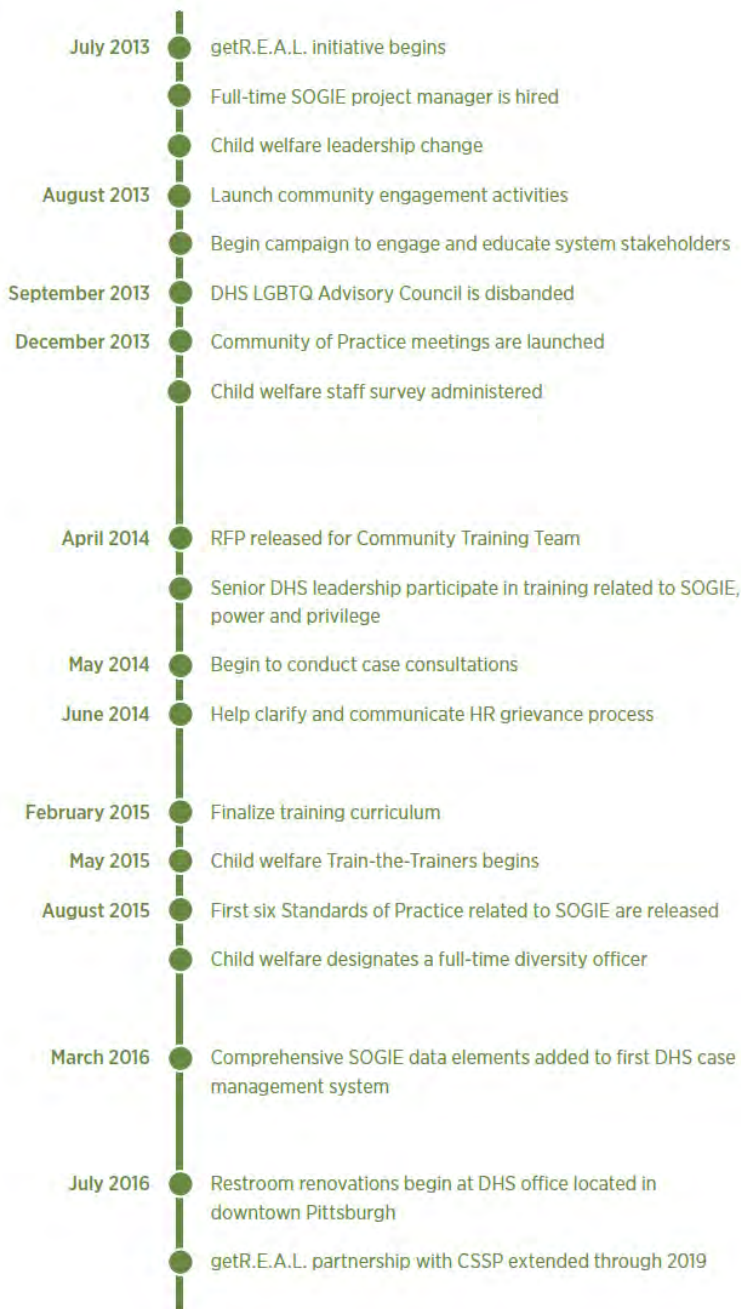 July 2013 getR.E.A.L. initiative begins
Full-time SOGIE project manager is hired
Child welfare leadership change
August 2013 Launch community engagement activities
Begin campaign to engage and educate system stakeholders
September 2013 DHS LGBTQ Advisory Council is disbanded
December 2013 Community of Practice meetings are launched
Child welfare staff survey administered
April 2014 RFP released for Community Training Team
Senior DHS leadership participate in training related to SOGIE,
power and privilege
May 2014 Begin to conduct case consultations
June 2014 Help clarify and communicate HR grievance process
February 2015 Finalize training curriculum
May 2015 Child welfare Train-the-Trainers begins
August 2015 First six Standards of Practice related to SOGIE are released
Child welfare designates a full-time diversity officer
March 2016 Comprehensive SOGIE data elements added to first DHS case
management system
July 2016 Restroom renovations begin at DHS office located in
downtown Pittsburgh
getR.E.A.L. partnership with CSSP extended through 2019